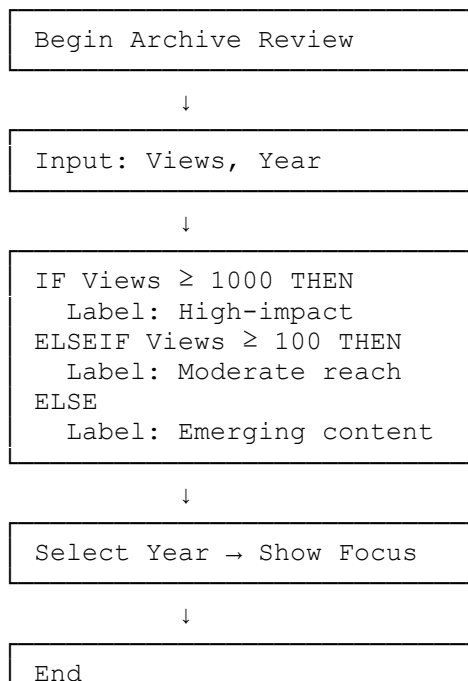 Begin Archive Review
↓
Input: Views, Year
↓
IF Views ≥ 1000 THEN
Label: High-impact
ELSEIF Views ≥ 100 THEN
Label: Moderate reach
ELSE
Label: Emerging content
↓
Select Year → Show Focus
↓
End